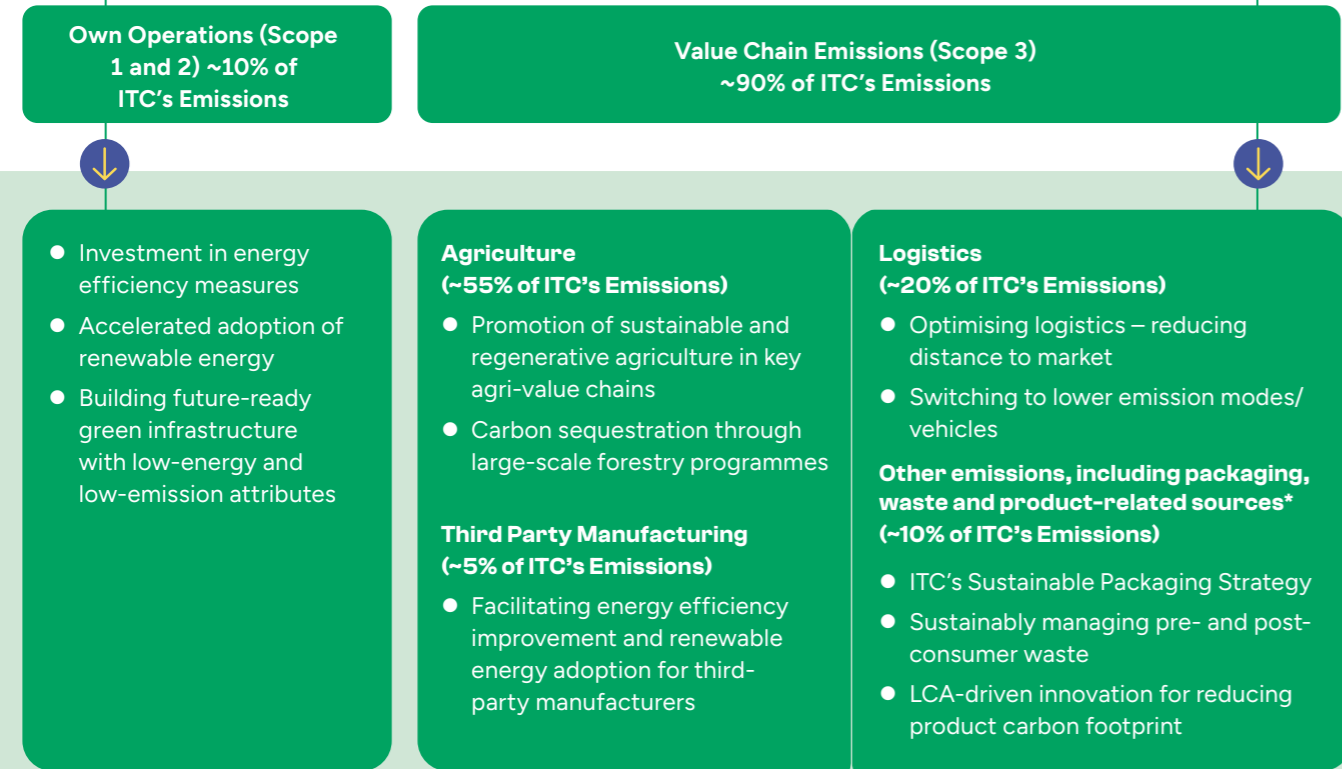 Own Operations (Scope
1 and 2) ~10% of
ITC's Emissions
Value Chain Emissions (Scope 3)
~90% of ITC's Emissions
● Investment in energy
efficiency measures
● Accelerated adoption of
renewable energy
● Building future-ready
green infrastructure
with low-energy and
low-emission attributes
Agriculture
(~55% of ITC's Emissions)
● Promotion of sustainable and
regenerative agriculture in key
agri-value chains
● Carbon sequestration through
large-scale forestry programmes
Third Party Manufacturing
(~5% of ITC's Emissions)
● Facilitating energy efficiency
improvement and renewable
energy adoption for third-
party manufacturers
Logistics
(~20% of ITC's Emissions)
● Optimising logistics – reducing
distance to market
● Switching to lower emission modes/
vehicles
Other emissions, including packaging,
waste and product-related sources*
(~10% of ITC's Emissions)
● ITC's Sustainable Packaging Strategy
● Sustainably managing pre- and post-
consumer waste
● LCA-driven innovation for reducing
product carbon footprint